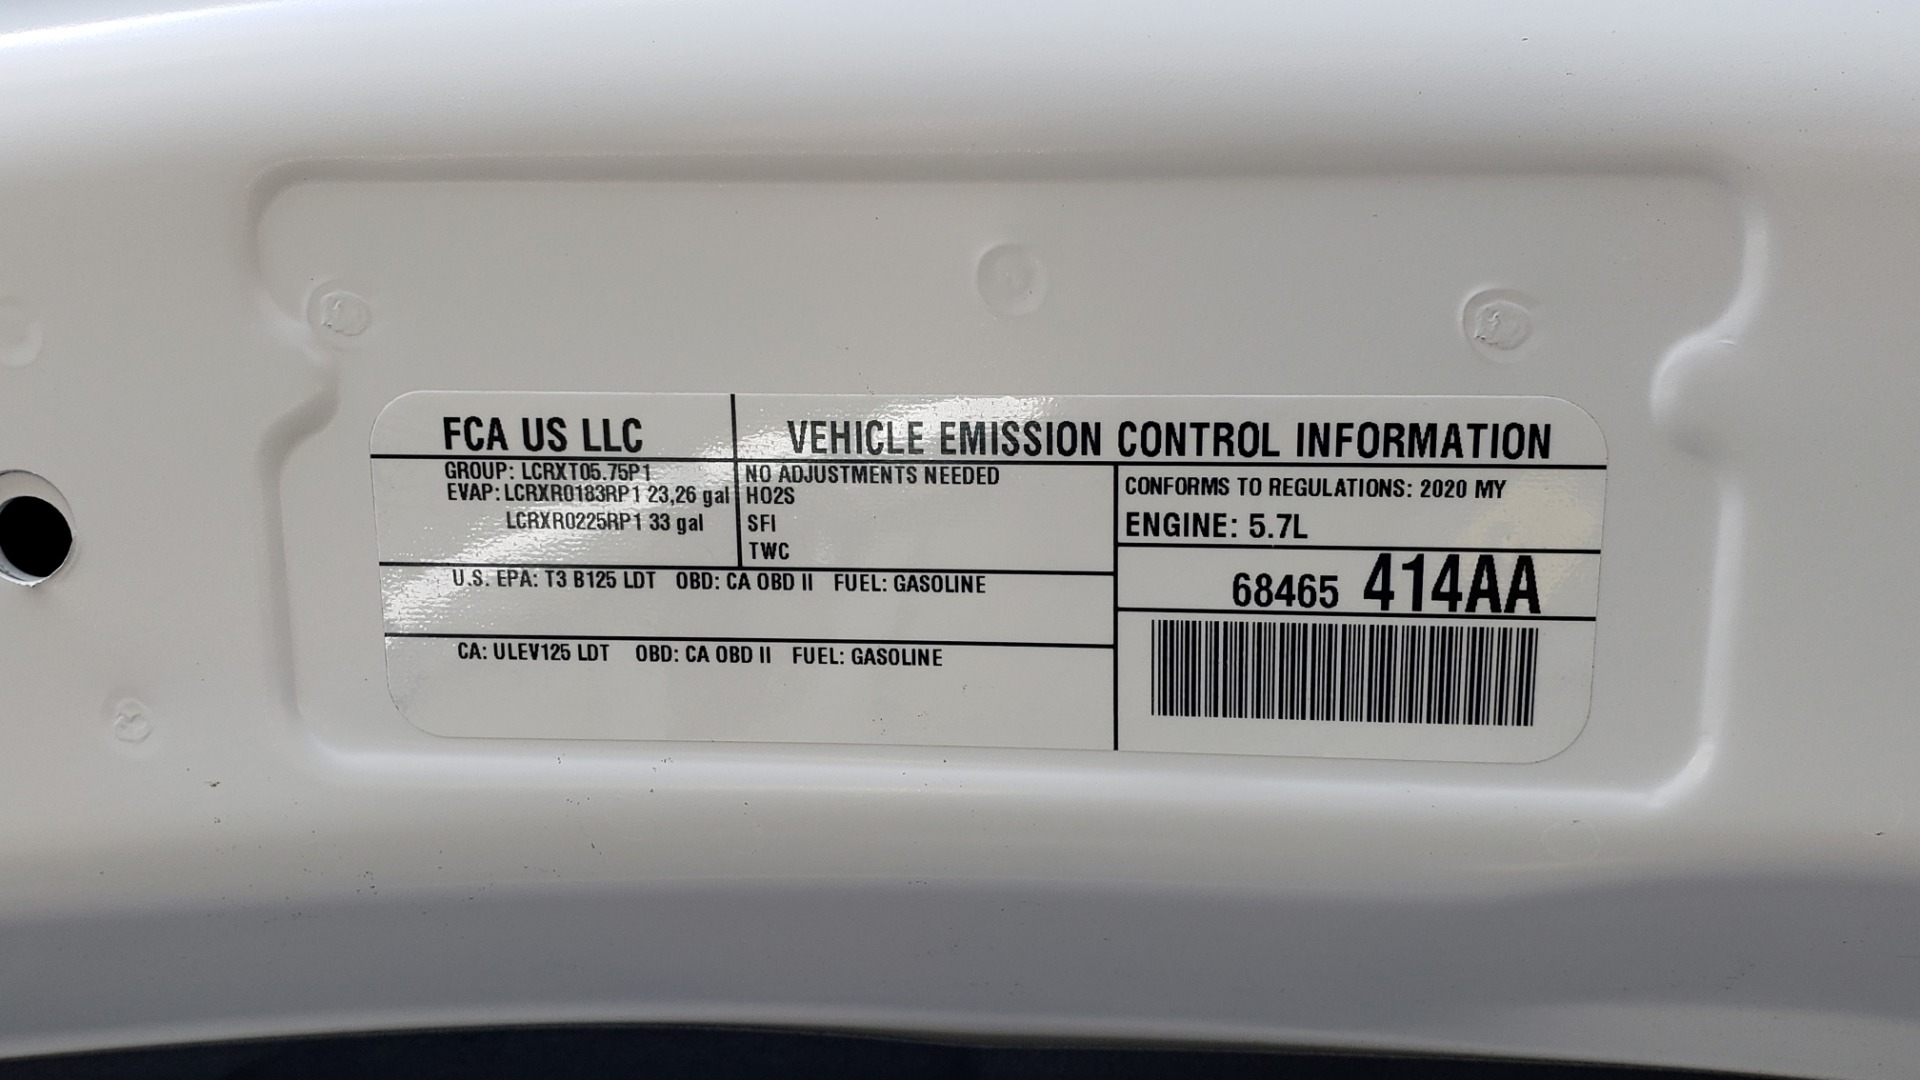 FCA US LLC
VEHICLE EMISSION CONTROL INFORMATION
GROUP: LCRXT05.75P1
EVAP: LCRXR0183RP1 23,26 gal
LCRXR0225RP1 33 gal
NO ADJUSTMENTS NEEDED
HO2S
SFI
TWC
CONFORMS TO REGULATIONS: 2020 MY
ENGINE: 5.7L
U.S. EPA: T3 B125 LDT OBD: CA OBD II FUEL: GASOLINE
68465 414AA
CA: ULEV125 LDT OBD: CA OBD II FUEL: GASOLINE